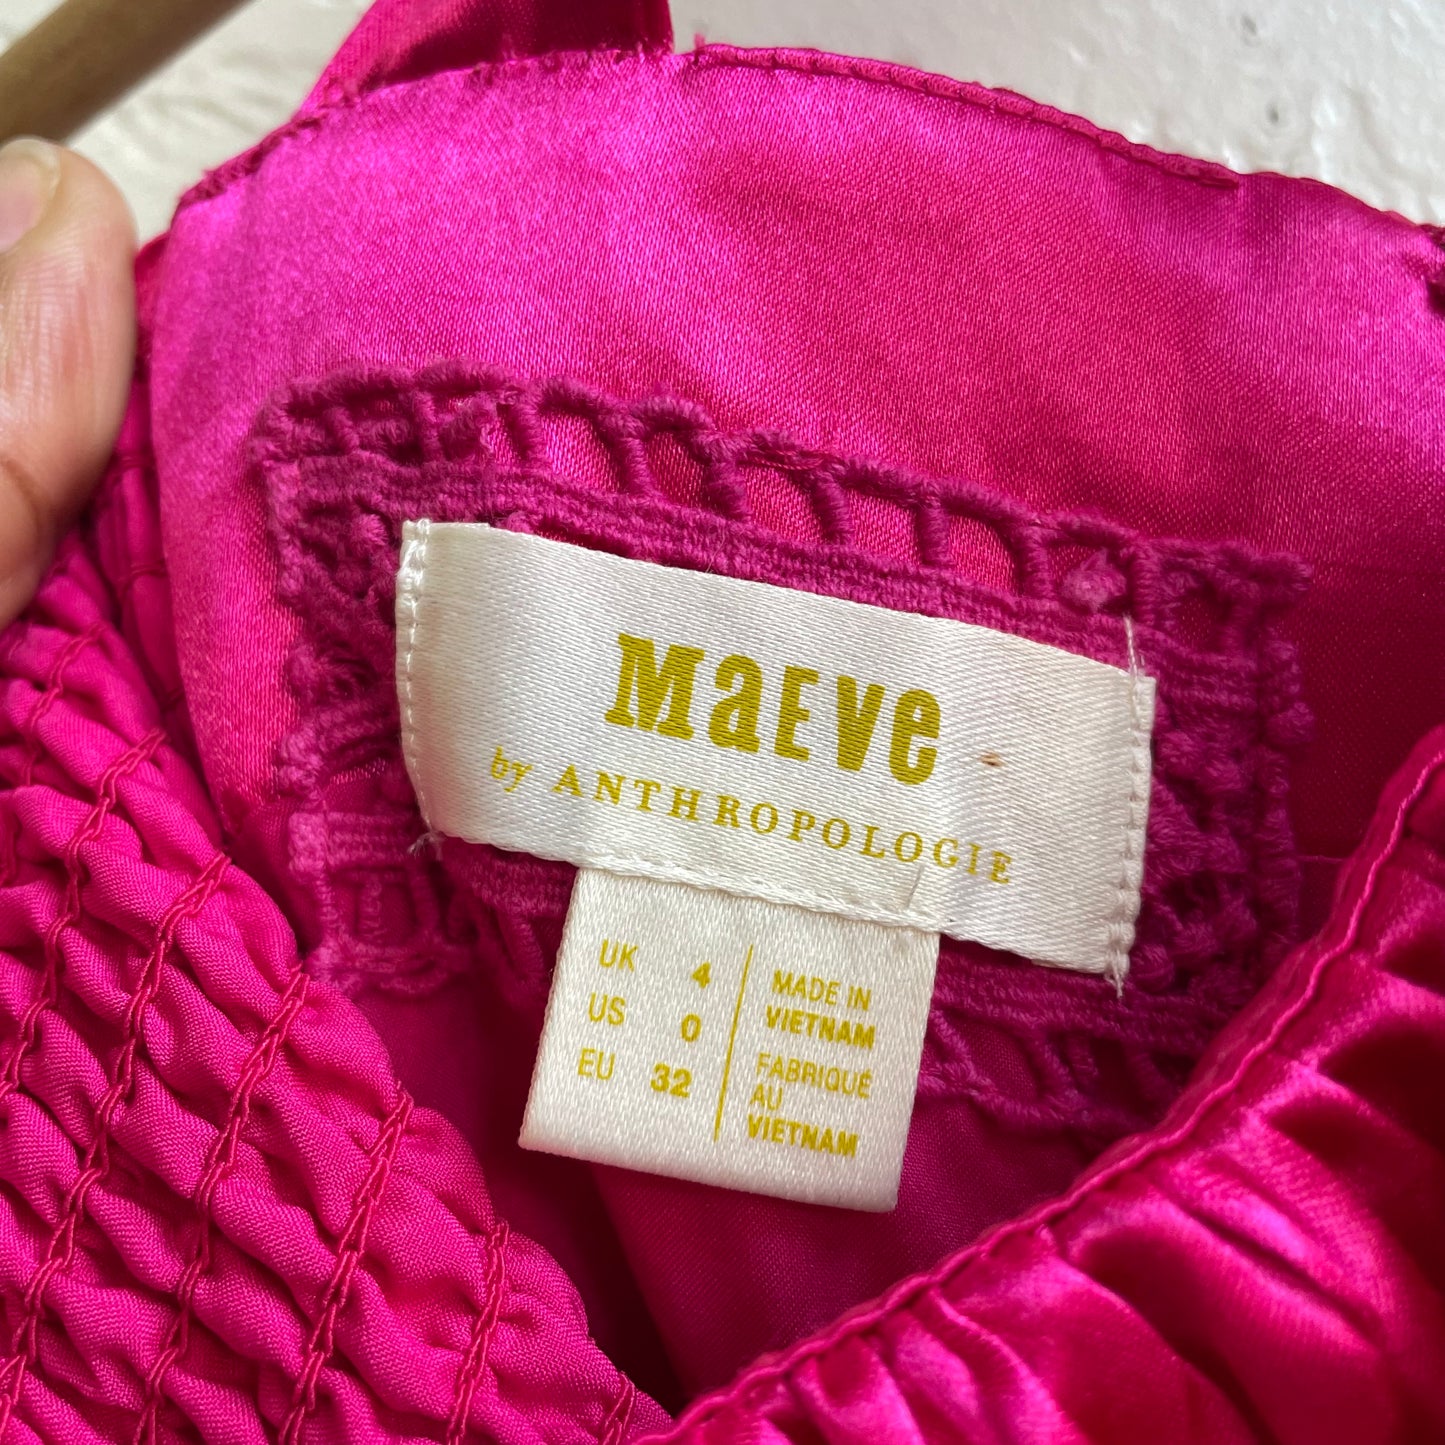 MaEVe
by ANTHROPOLOGIE
UK 4
US 0
EU 32
MADE IN
VIETNAM
FABRIQUÉ
AU
VIETNAM